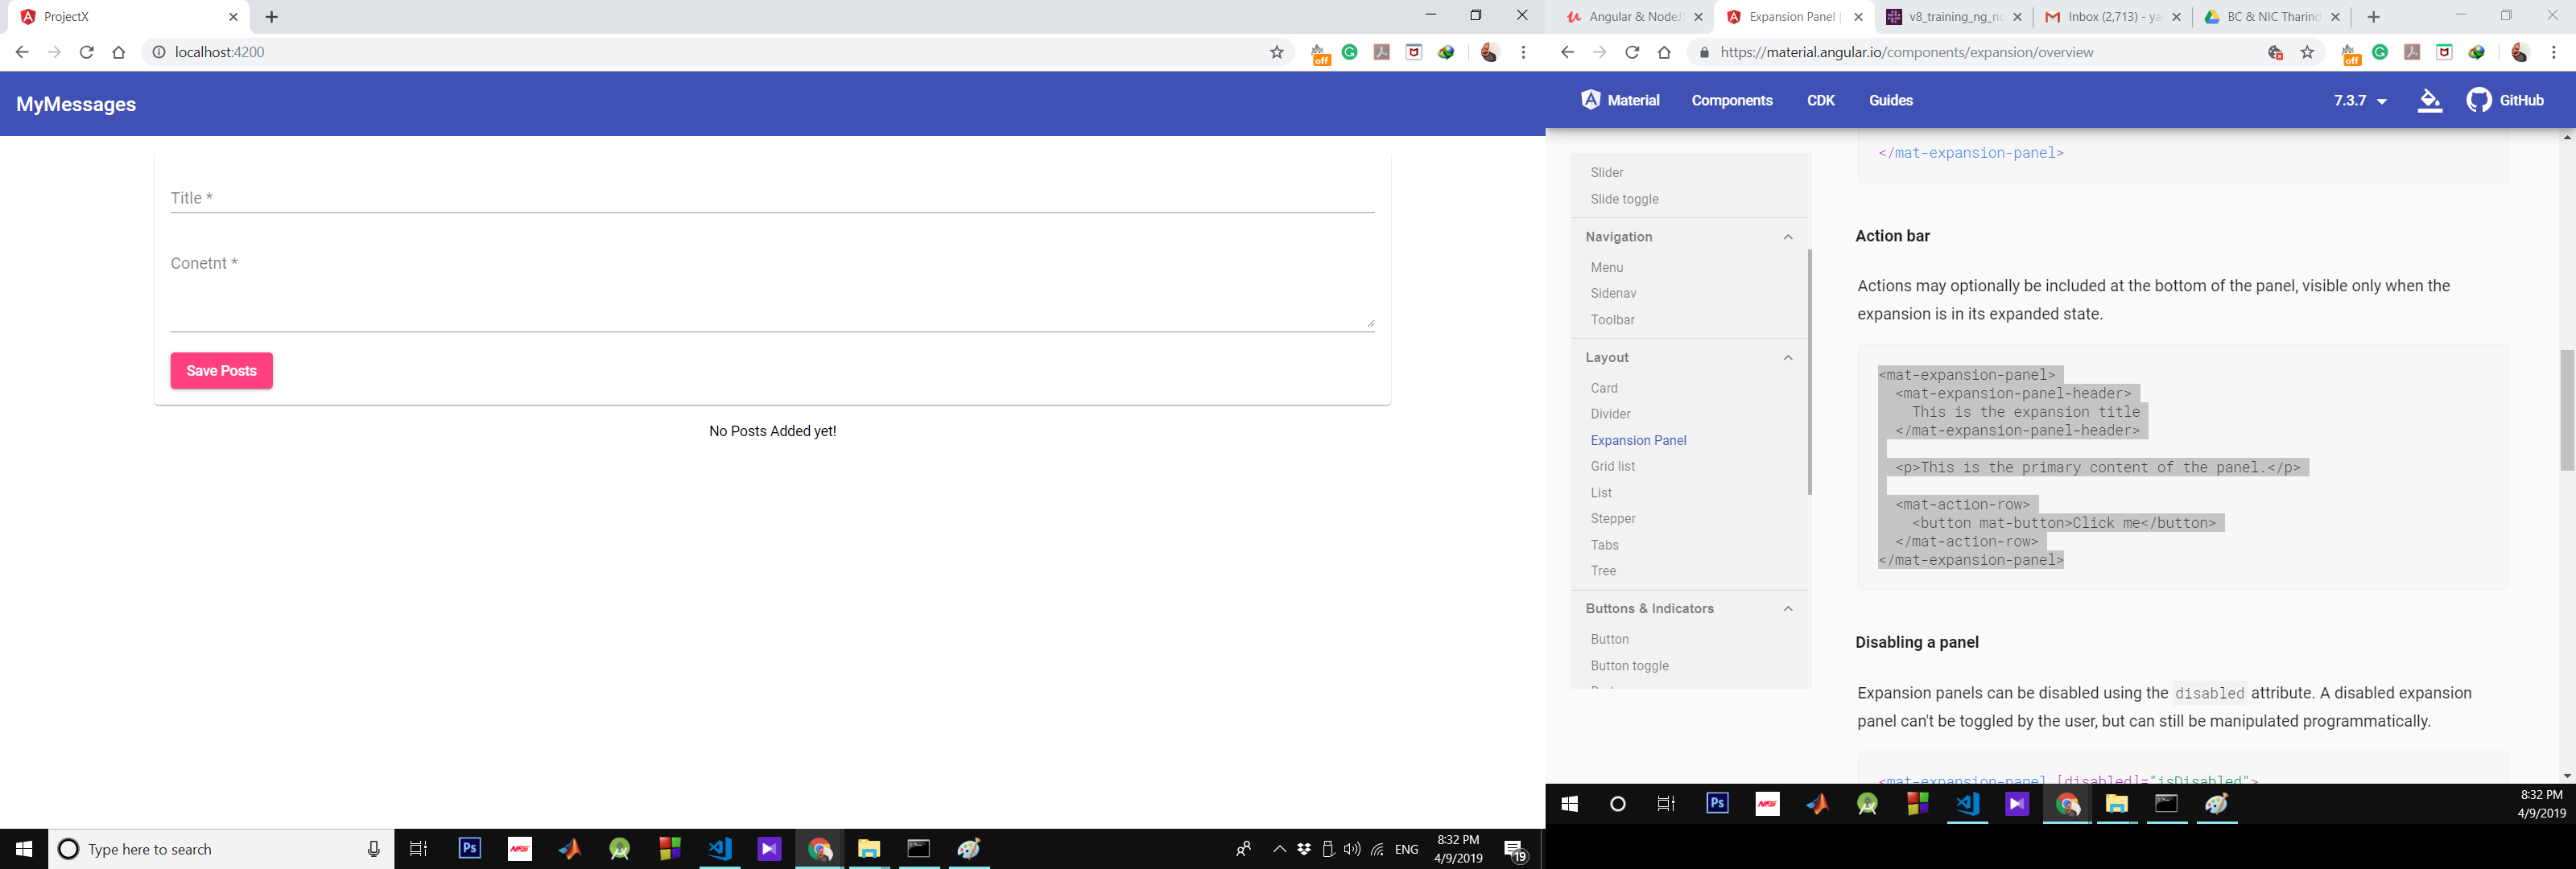 ProjectX
localhost:4200
off
MyMessages
Title *
Conetnt *
Save Posts
No Posts Added yet!
Type here to search
Ps
NFS
ENG
8:32 PM
4/9/2019
19
Angular & NodeJS
Expansion Panel |
v8_training_ng_no
Inbox (2,713) - ya
BC & NIC Tharind
https://material.angular.io/components/expansion/overview
off
Material
Components
CDK
Guides
7.3.7
GitHub
Slider
Slide toggle
Navigation
Menu
Sidenav
Toolbar
Layout
Card
Divider
Expansion Panel
Grid list
List
Stepper
Tabs
Tree
Buttons & Indicators
Button
Button toggle
</mat-expansion-panel>
Action bar
Actions may optionally be included at the bottom of the panel, visible only when the
expansion is in its expanded state.
<mat-expansion-panel>
<mat-expansion-panel-header>
This is the expansion title
</mat-expansion-panel-header>
<p>This is the primary content of the panel.</p>
<mat-action-row>
<button mat-button>Click me</button>
</mat-action-row>
</mat-expansion-panel>
Disabling a panel
Expansion panels can be disabled using the disabled attribute. A disabled expansion
panel can't be toggled by the user, but can still be manipulated programmatically.
<mat-expansion-panel [disabled]="isDisabled">
Ps
NFS
8:32 PM
4/9/2019